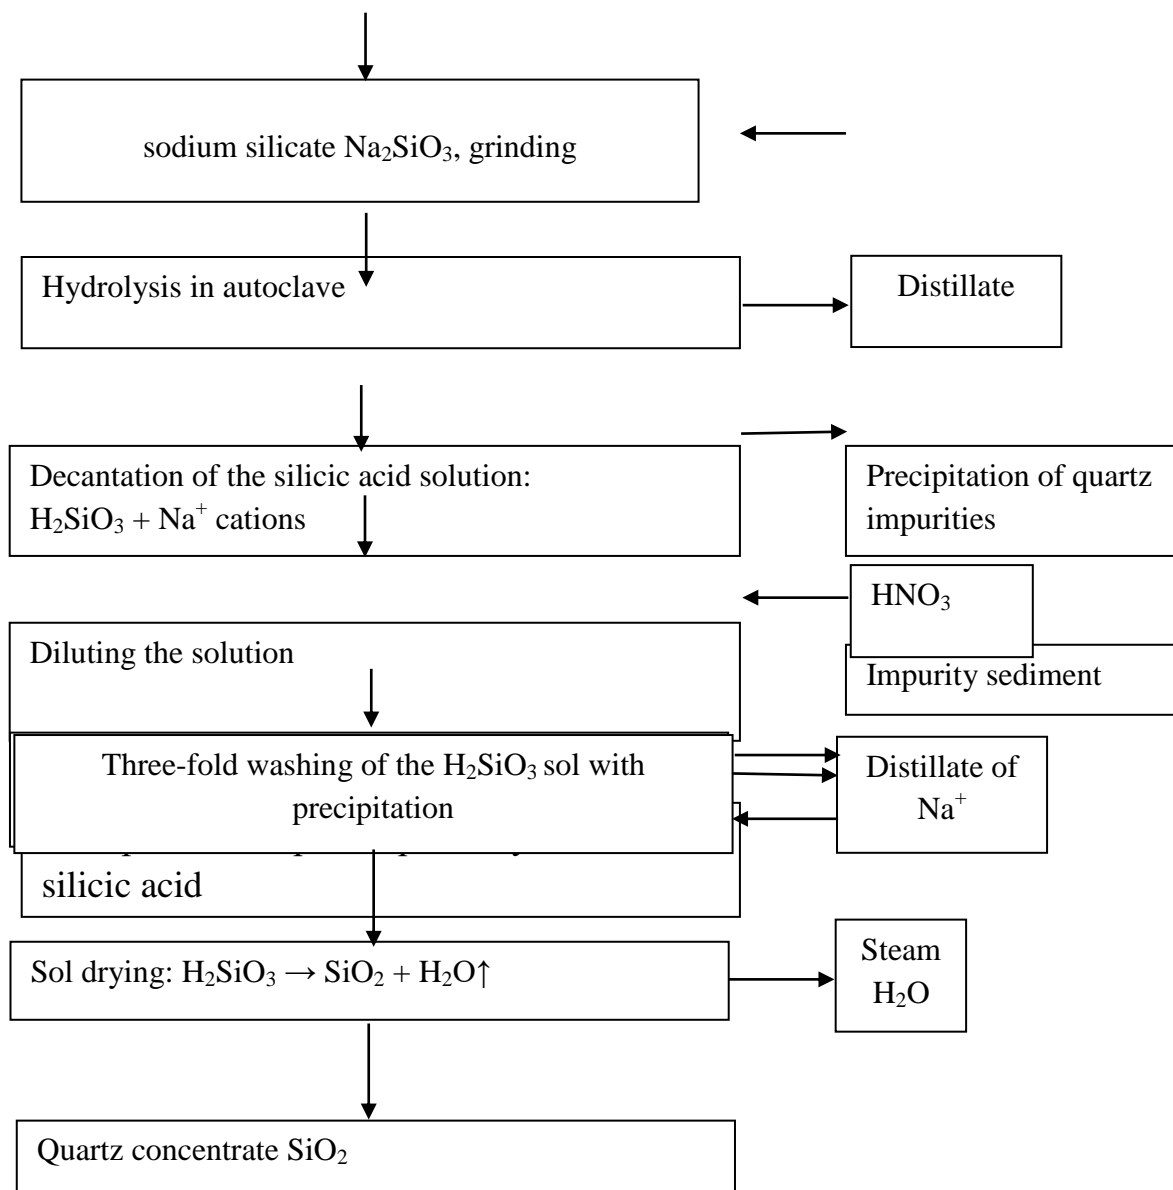 sodium silicate Na₂SiO₃, grinding
Hydrolysis in autoclave
Distillate
Decantation of the silicic acid solution:
H₂SiO₃ + Na⁺ cations
Precipitation of quartz
impurities
HNO₃
Diluting the solution
Impurity sediment
Three-fold washing of the H₂SiO₃ sol with
precipitation
Distillate of
Na⁺
silicic acid
Sol drying: H₂SiO₃ → SiO₂ + H₂O↑
Steam
H₂O
Quartz concentrate SiO₂